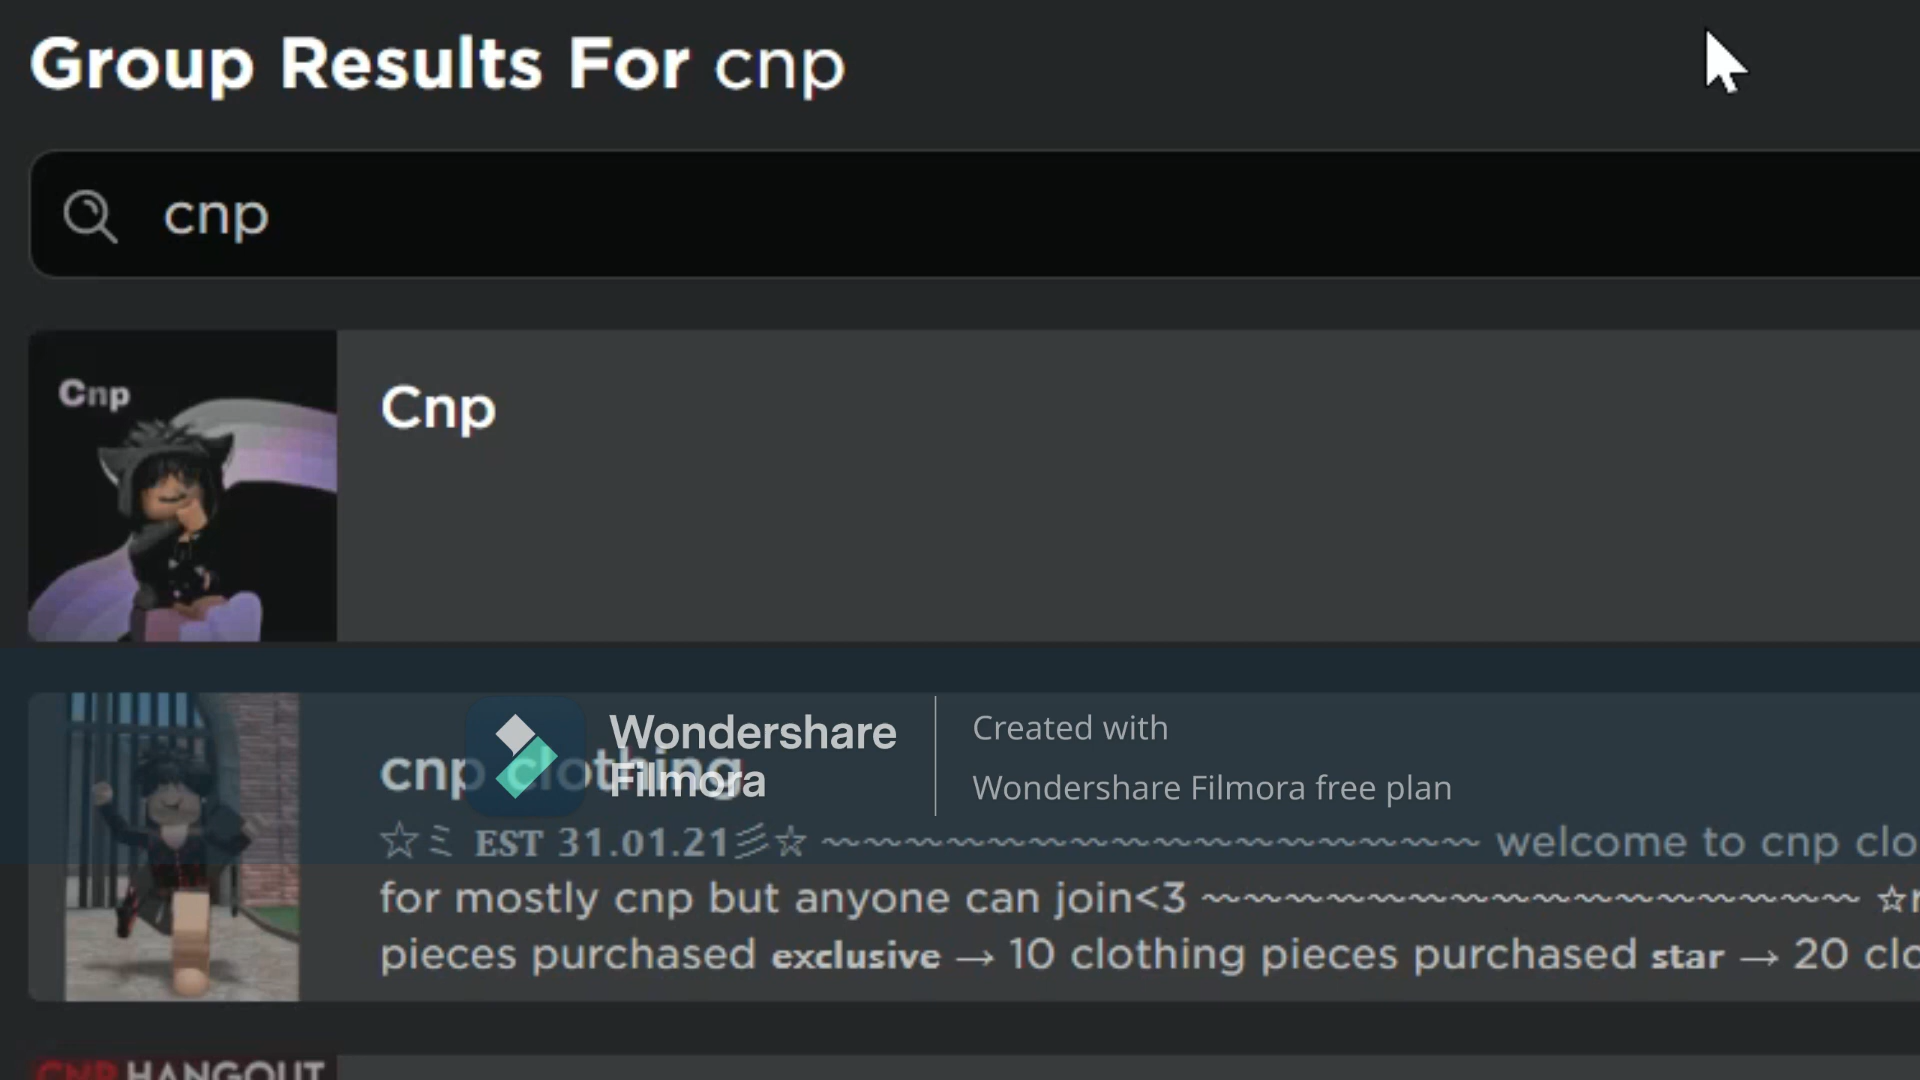 Group Results For cnp
cnp
Cnp
Cnp
cnp clothing
Wondershare
Filmora
Created with
Wondershare Filmora free plan
☆ミ EST 31.01.21彡☆ 〰〰〰〰〰〰〰〰〰〰〰〰〰〰〰〰 welcome to cnp clo
for mostly cnp but anyone can join<3 〰〰〰〰〰〰〰〰〰〰〰〰〰〰〰〰 ☆r
pieces purchased exclusive → 10 clothing pieces purchased star → 20 clo
CNP HANGOUT